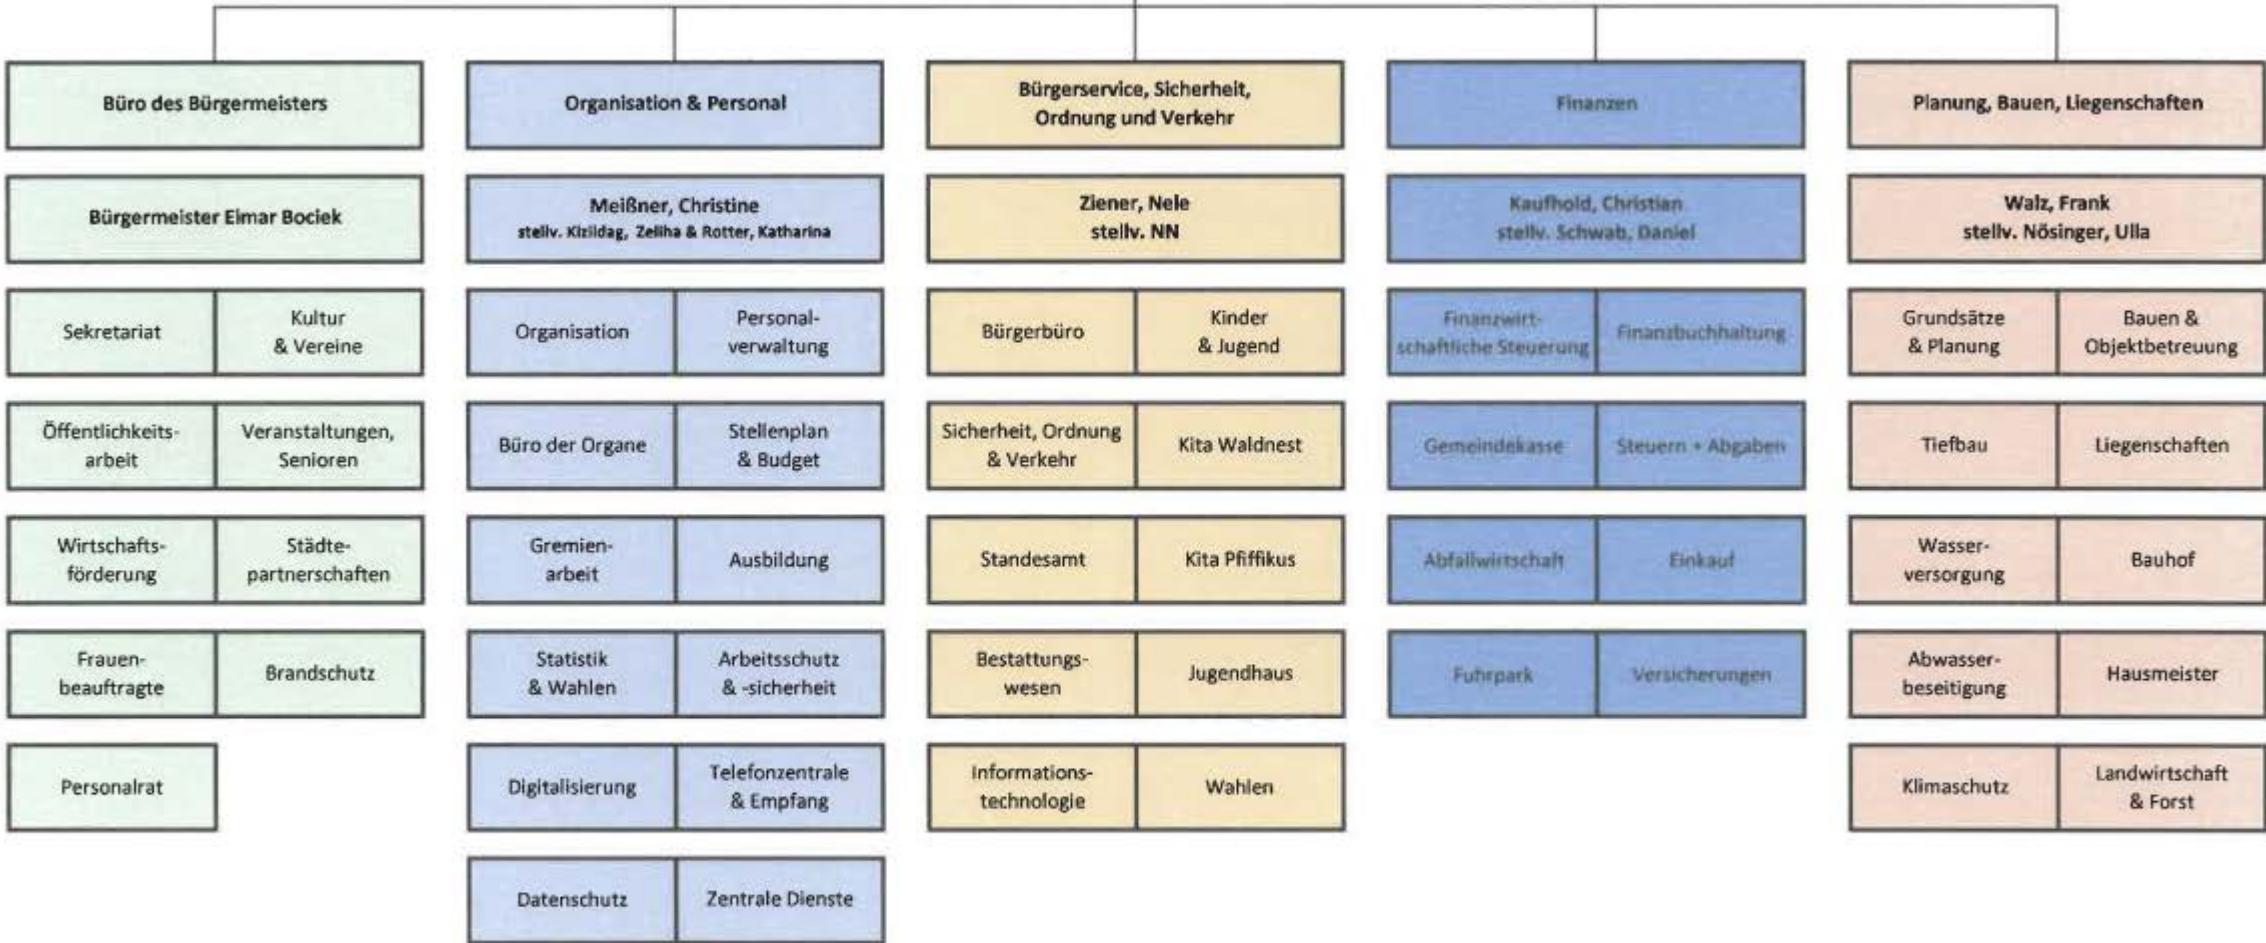 Büro des Bürgermeisters
Bürgermeister Elmar Bociek
Sekretariat
Kultur
& Vereine
Öffentlichkeits-
arbeit
Veranstaltungen,
Senioren
Wirtschafts-
förderung
Städte-
partnerschaften
Frauen-
beauftragte
Brandschutz
Personalrat
Organisation & Personal
Meißner, Christine
stellv. Kizildag, Zeliha & Rotter, Katharina
Organisation
Personal-
verwaltung
Büro der Organe
Stellenplan
& Budget
Gremien-
arbeit
Ausbildung
Statistik
& Wahlen
Arbeitsschutz
& -sicherheit
Digitalisierung
Telefonzentrale
& Empfang
Datenschutz
Zentrale Dienste
Bürgerservice, Sicherheit,
Ordnung und Verkehr
Ziener, Nele
stellv. NN
Bürgerbüro
Kinder
& Jugend
Sicherheit, Ordnung
& Verkehr
Kita Waldnest
Standesamt
Kita Pfiffikus
Bestattungs-
wesen
Jugendhaus
Informations-
technologie
Wahlen
Finanzen
Kaufhold, Christian
stellv. Schwab, Daniel
Finanzwirt-
schaftliche Steuerung
Finanzbuchhaltung
Gemeindekasse
Steuern + Abgaben
Abfallwirtschaft
Einkauf
Fuhrpark
Versicherungen
Planung, Bauen, Liegenschaften
Walz, Frank
stellv. Nösinger, Ulla
Grundsätze
& Planung
Bauen &
Objektbetreuung
Tiefbau
Liegenschaften
Wasser-
versorgung
Bauhof
Abwasser-
beseitigung
Hausmeister
Klimaschutz
Landwirtschaft
& Forst